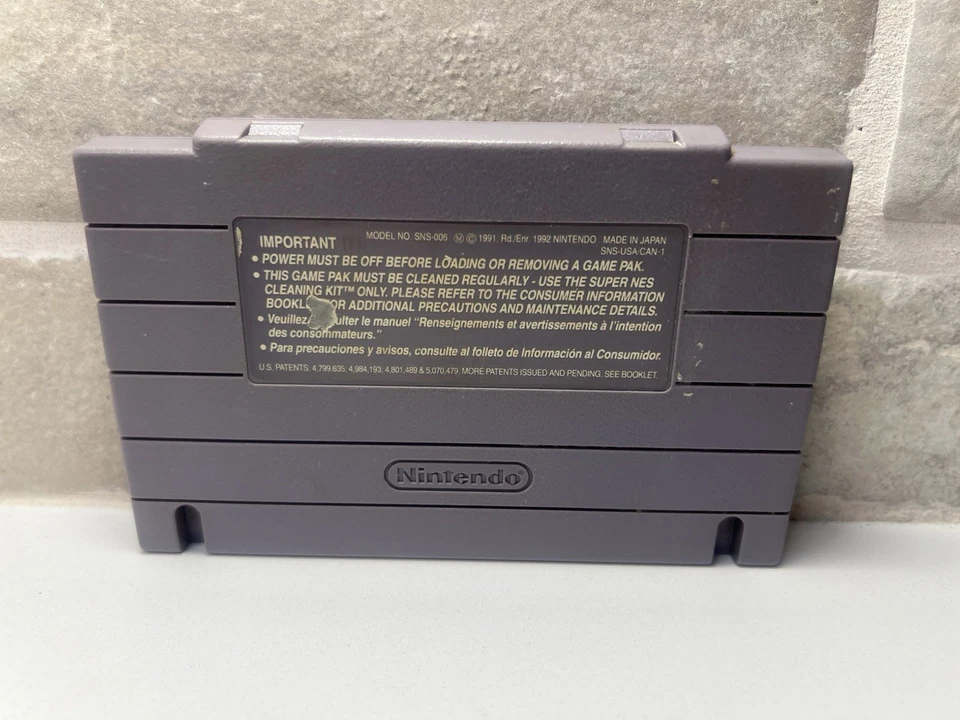 IMPORTANT
MODEL NO. SNS-006 Ⓜ © 1991, Rd./Enr. 1992 NINTENDO MADE IN JAPAN
SNS-USA/CAN-1
• POWER MUST BE OFF BEFORE LOADING OR REMOVING A GAME PAK.
• THIS GAME PAK MUST BE CLEANED REGULARLY - USE THE SUPER NES
CLEANING KIT™ ONLY. PLEASE REFER TO THE CONSUMER INFORMATION
FOR ADDITIONAL PRECAUTIONS AND MAINTENANCE DETAILS.
• Veuillez le manuel "Renseignements et avertissements à l'intention
des consommateurs."
• Para precauciones y avisos, consulte al folleto de Información al Consumidor.
U.S. PATENTS: 4,799,635; 4,984,193; 4,801,489 & 5,070,479. MORE PATENTS ISSUED AND PENDING. SEE BOOKLET.
Nintendo®